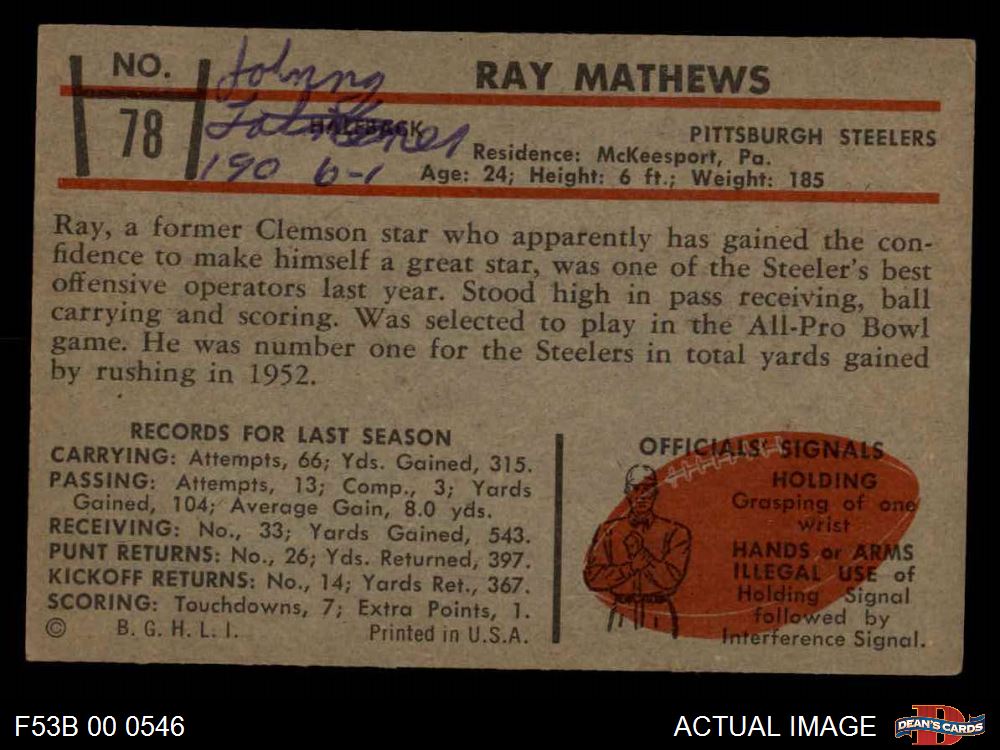 NO.
78
Johnny
HALFBACK
190 6-1
RAY MATHEWS
PITTSBURGH STEELERS
Residence: McKeesport, Pa.
Age: 24; Height: 6 ft.; Weight: 185
Ray, a former Clemson star who apparently has gained the con-
fidence to make himself a great star, was one of the Steeler's best
offensive operators last year. Stood high in pass receiving, ball
carrying and scoring. Was selected to play in the All-Pro Bowl
game. He was number one for the Steelers in total yards gained
by rushing in 1952.
RECORDS FOR LAST SEASON
CARRYING: Attempts, 66; Yds. Gained, 315.
PASSING: Attempts, 13; Comp., 3; Yards
Gained, 104; Average Gain, 8.0 yds.
RECEIVING: No., 33; Yards Gained, 543.
PUNT RETURNS: No., 26; Yds. Returned, 397.
KICKOFF RETURNS: No., 14; Yards Ret., 367.
SCORING: Touchdowns, 7; Extra Points, 1.
© B. G. H. L. I. Printed in U.S.A.
OFFICIALS' SIGNALS
HOLDING
Grasping of one
wrist
HANDS or ARMS
ILLEGAL USE of
Holding Signal
followed by
Interference Signal.
F53B 00 0546
ACTUAL IMAGE
DEAN'S CARDS